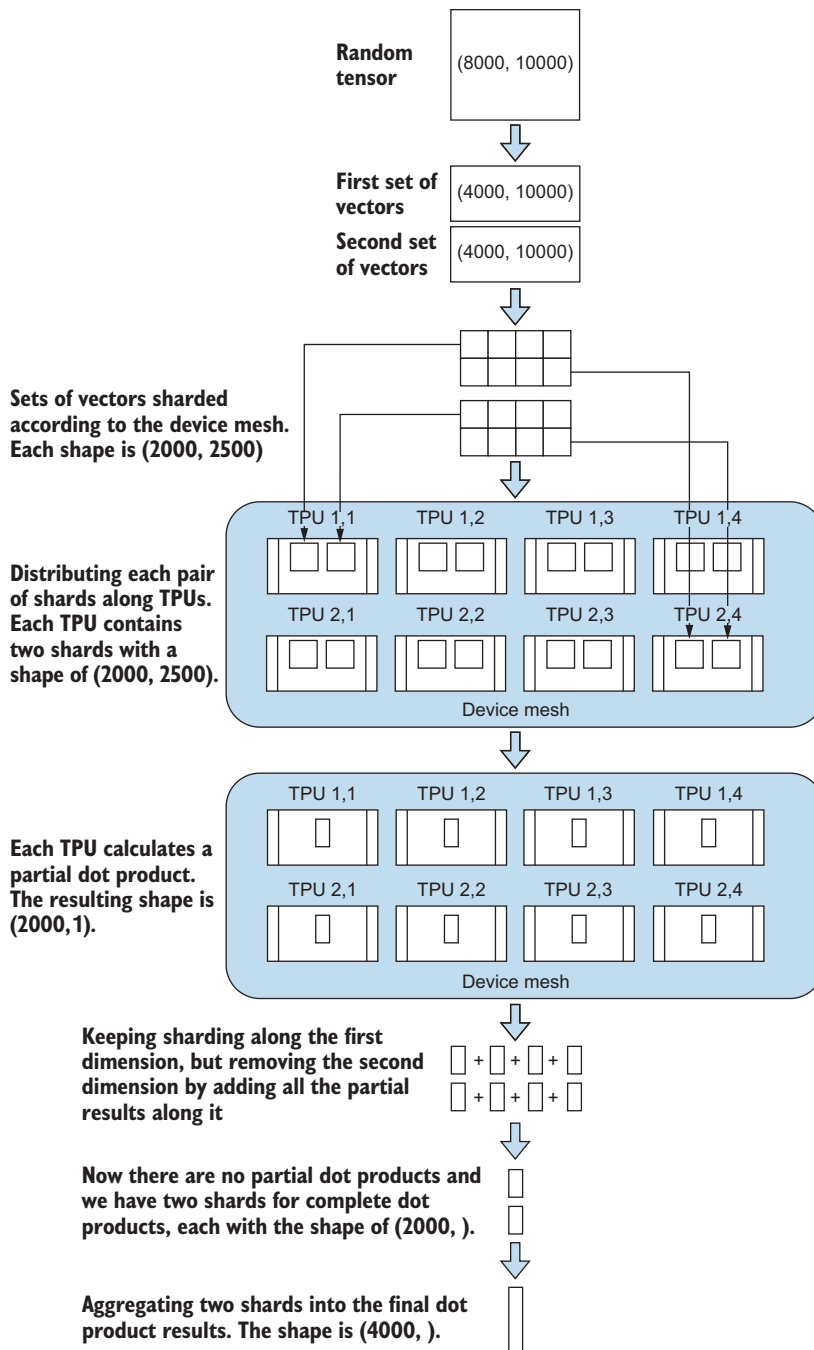 Random
tensor
(8000, 10000)
First set of
vectors
(4000, 10000)
Second set
of vectors
(4000, 10000)
Sets of vectors sharded
according to the device mesh.
Each shape is (2000, 2500)
TPU 1,1
TPU 1,2
TPU 1,3
TPU 1,4
Distributing each pair
of shards along TPUs.
Each TPU contains
two shards with a
shape of (2000, 2500).
TPU 2,1
TPU 2,2
TPU 2,3
TPU 2,4
Device mesh
TPU 1,1
TPU 1,2
TPU 1,3
TPU 1,4
Each TPU calculates a
partial dot product.
The resulting shape is
(2000,1).
TPU 2,1
TPU 2,2
TPU 2,3
TPU 2,4
Device mesh
Keeping sharding along the first
dimension, but removing the second
dimension by adding all the partial
results along it
+ + +
+ + +
Now there are no partial dot products and
we have two shards for complete dot
products, each with the shape of (2000, ).
Aggregating two shards into the final dot
product results. The shape is (4000, ).